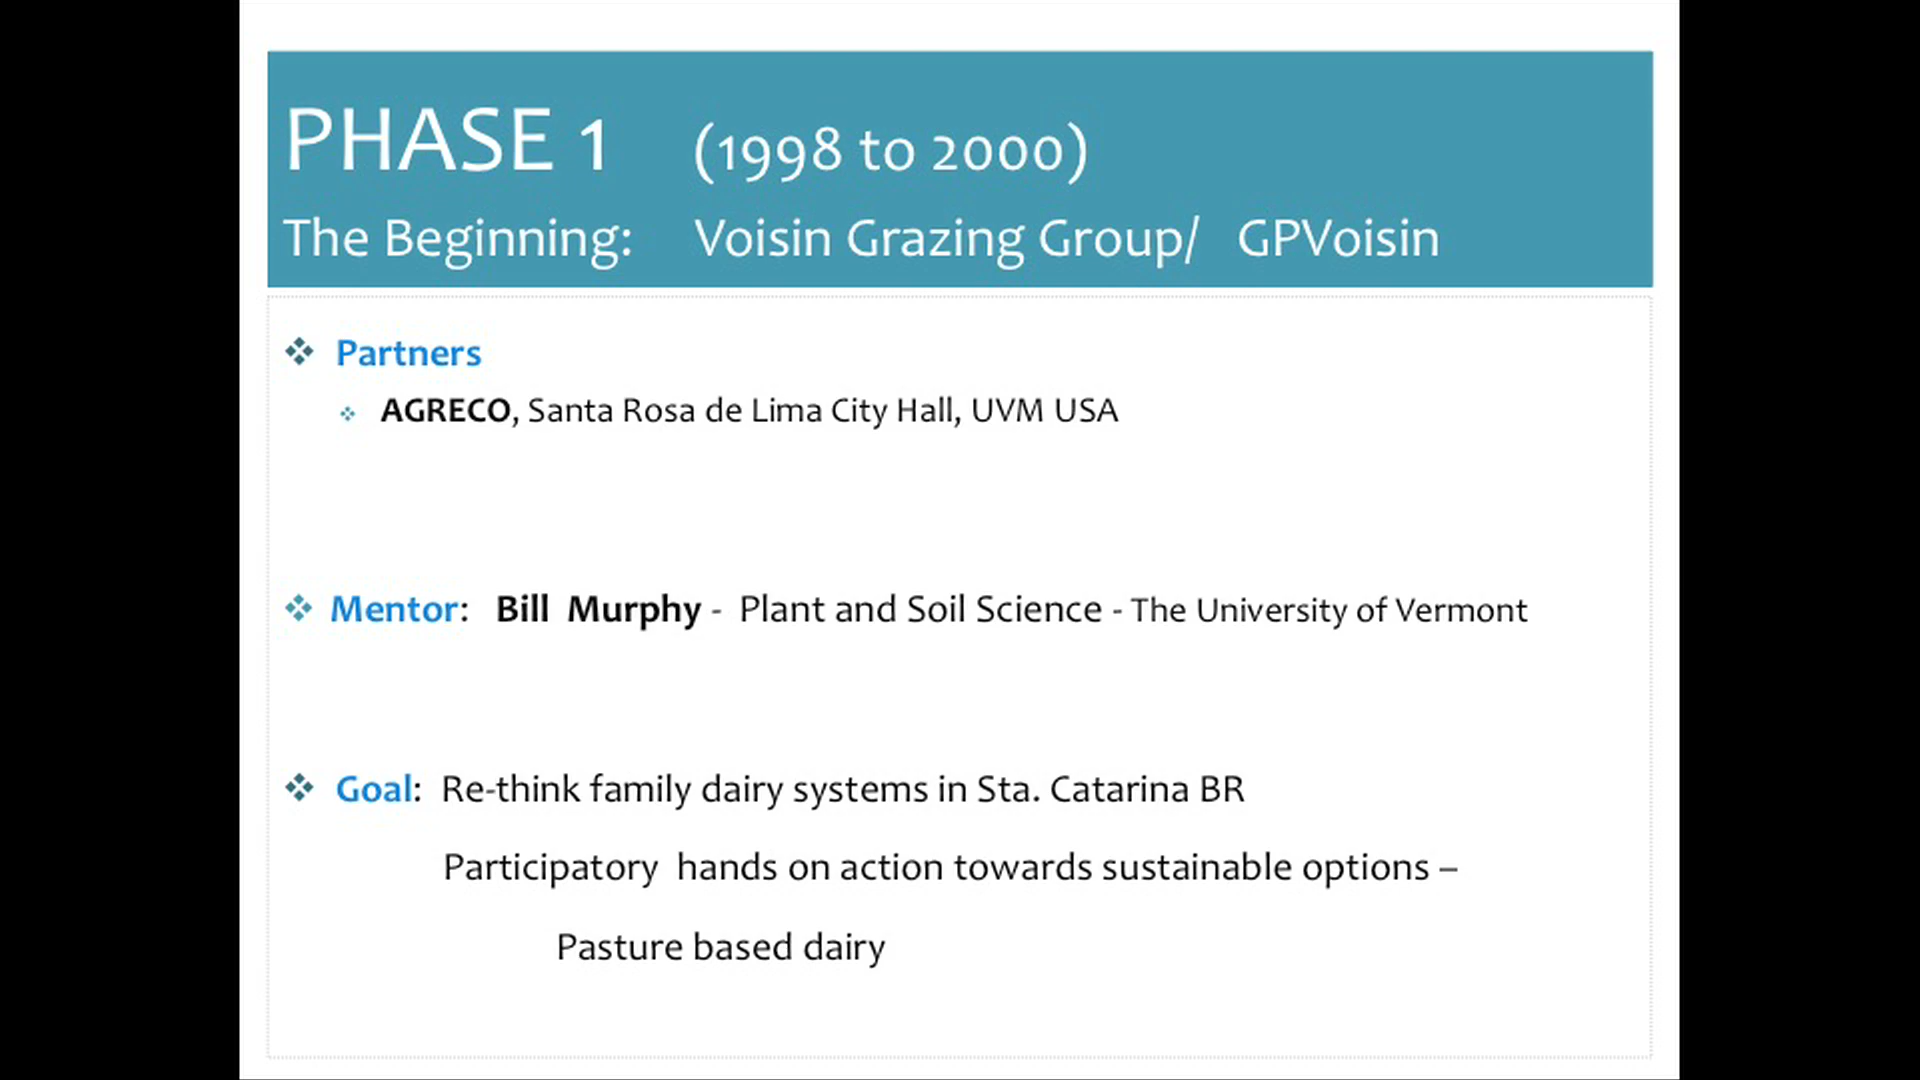 PHASE 1 (1998 to 2000)
The Beginning: Voisin Grazing Group/ GPVoisin
Partners
AGRECO, Santa Rosa de Lima City Hall, UVM USA
Mentor: Bill Murphy - Plant and Soil Science - The University of Vermont
Goal: Re-think family dairy systems in Sta. Catarina BR
Participatory hands on action towards sustainable options –
Pasture based dairy